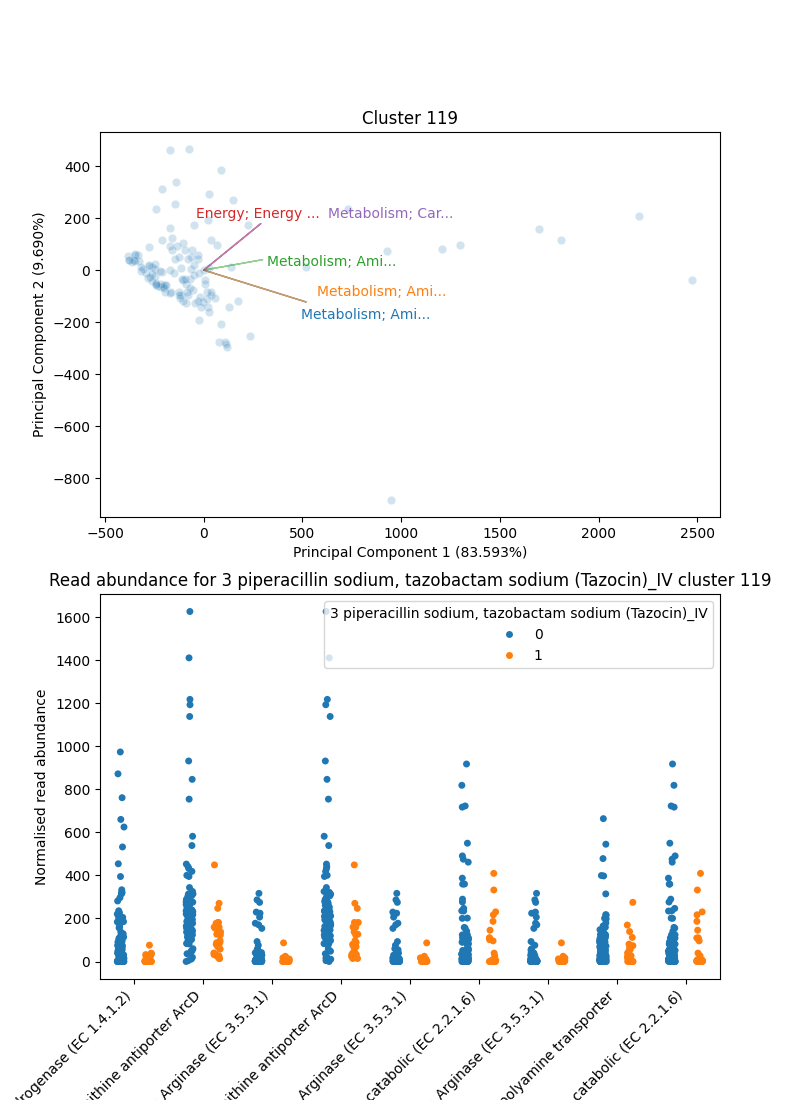 Cluster 119
400
200
0
−200
−400
−600
−800
Principal Component 2 (9.690%)
Energy; Energy ...
Metabolism; Car...
Metabolism; Ami...
Metabolism; Ami...
Metabolism; Ami...
−500
0
500
1000
1500
2000
2500
Principal Component 1 (83.593%)
Read abundance for 3 piperacillin sodium, tazobactam sodium (Tazocin)_IV cluster 119
1600
1400
1200
1000
800
600
400
200
0
Normalised read abundance
3 piperacillin sodium, tazobactam sodium (Tazocin)_IV
0
1
drogenase (EC 1.4.1.2)
ithine antiporter ArcD
Arginase (EC 3.5.3.1)
ithine antiporter ArcD
Arginase (EC 3.5.3.1)
catabolic (EC 2.2.1.6)
Arginase (EC 3.5.3.1)
polyamine transporter
catabolic (EC 2.2.1.6)